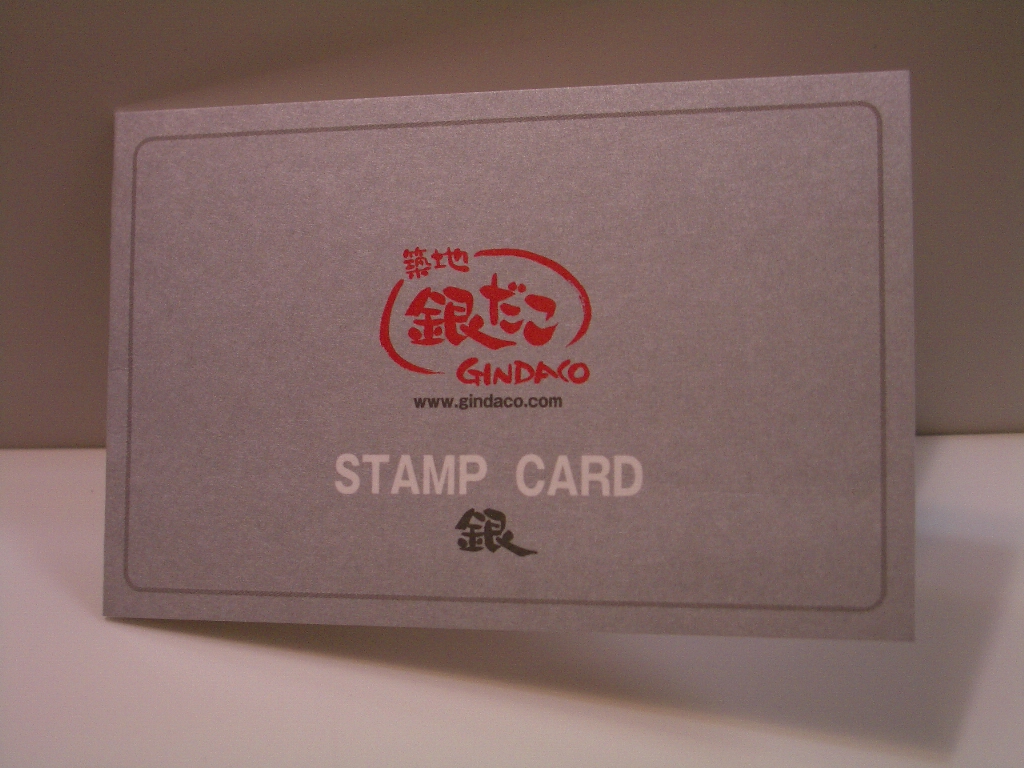 築地
銀だこ
GINDACO
www.gindaco.com
STAMP CARD
銀